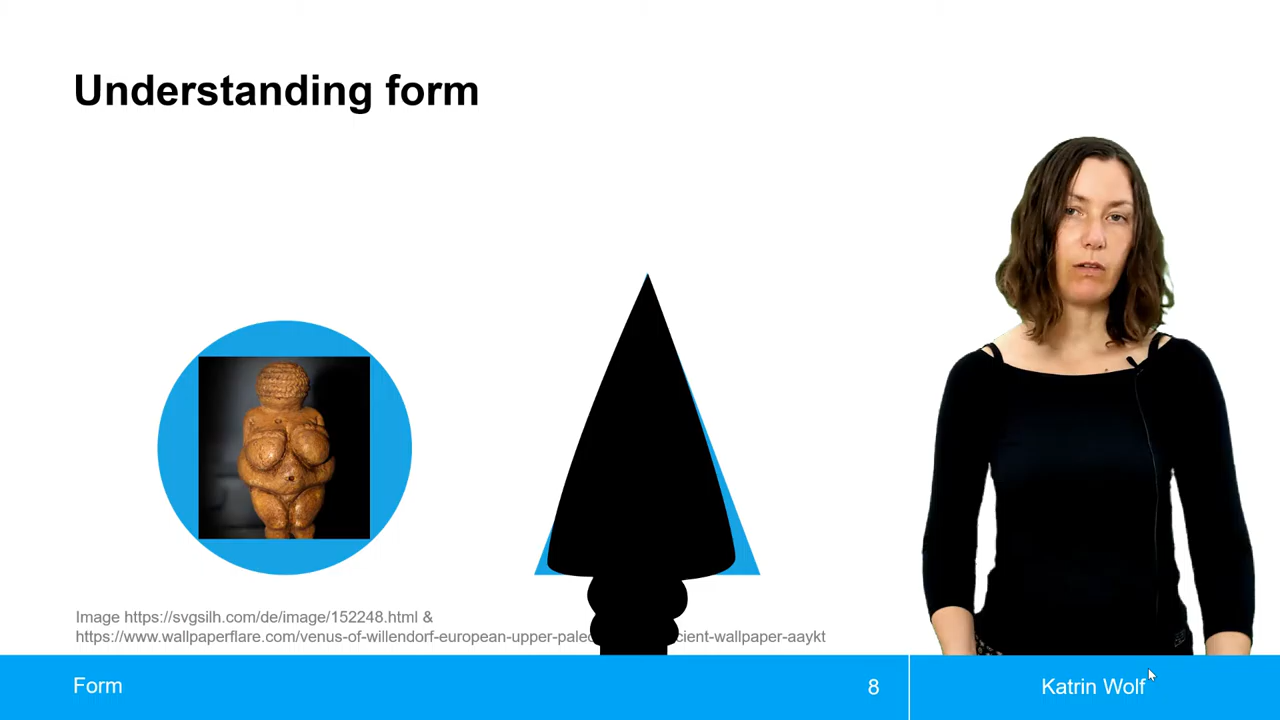 Understanding form
Image https://svgsilh.com/de/image/152248.html &
https://www.wallpaperflare.com/venus-of-willendorf-european-upper-paleo cient-wallpaper-aaykt
Form
8
Katrin Wolf